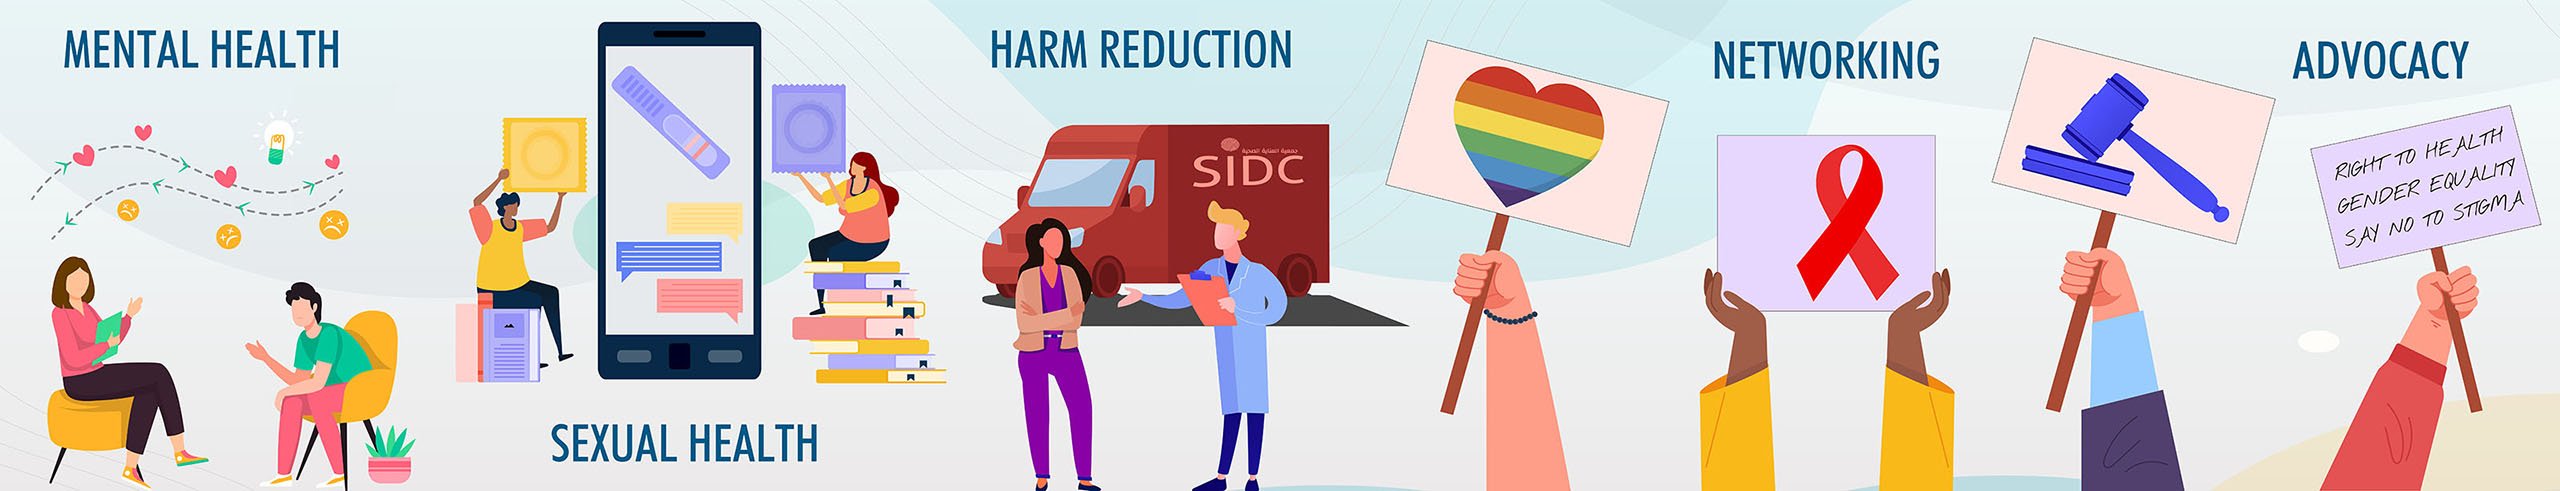 MENTAL HEALTH
SEXUAL HEALTH
HARM REDUCTION
جمعية العناية الصحية
SIDC
NETWORKING
ADVOCACY
RIGHT TO HEALTH
GENDER EQUALITY
SAY NO TO STIGMA